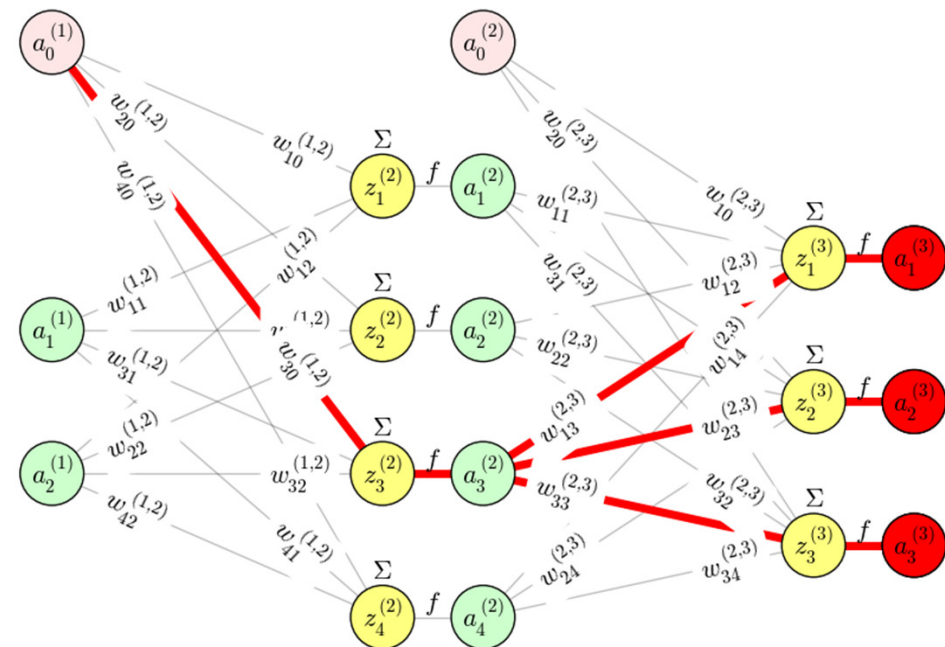 a_0^{(1)}
a_0^{(2)}
w_{20}^{(1,2)}
w_{20}^{(2,3)}
w_{10}^{(1,2)}
Σ
w_{40}^{(1,2)}
z_1^{(2)}
f
a_1^{(2)}
w_{11}^{(2,3)}
w_{10}^{(2,3)}
Σ
z_1^{(3)}
f
a_1^{(3)}
w_{12}^{(1,2)}
w_{31}^{(2,3)}
w_{12}^{(2,3)}
w_{11}^{(1,2)}
Σ
a_1^{(1)}
(1,2)
z_2^{(2)}
f
a_2^{(2)}
w_{22}^{(2,3)}
w_{14}^{(2,3)}
w_{31}^{(1,2)}
w_{30}^{(1,2)}
Σ
z_2^{(3)}
f
a_2^{(3)}
w_{13}^{(2,3)}
w_{23}^{(2,3)}
w_{22}^{(1,2)}
Σ
a_2^{(1)}
w_{32}^{(1,2)}
z_3^{(2)}
f
a_3^{(2)}
w_{33}^{(2,3)}
w_{32}^{(2,3)}
w_{42}^{(1,2)}
Σ
z_3^{(3)}
f
a_3^{(3)}
w_{41}^{(1,2)}
Σ
w_{24}^{(2,3)}
w_{34}^{(2,3)}
z_4^{(2)}
f
a_4^{(2)}